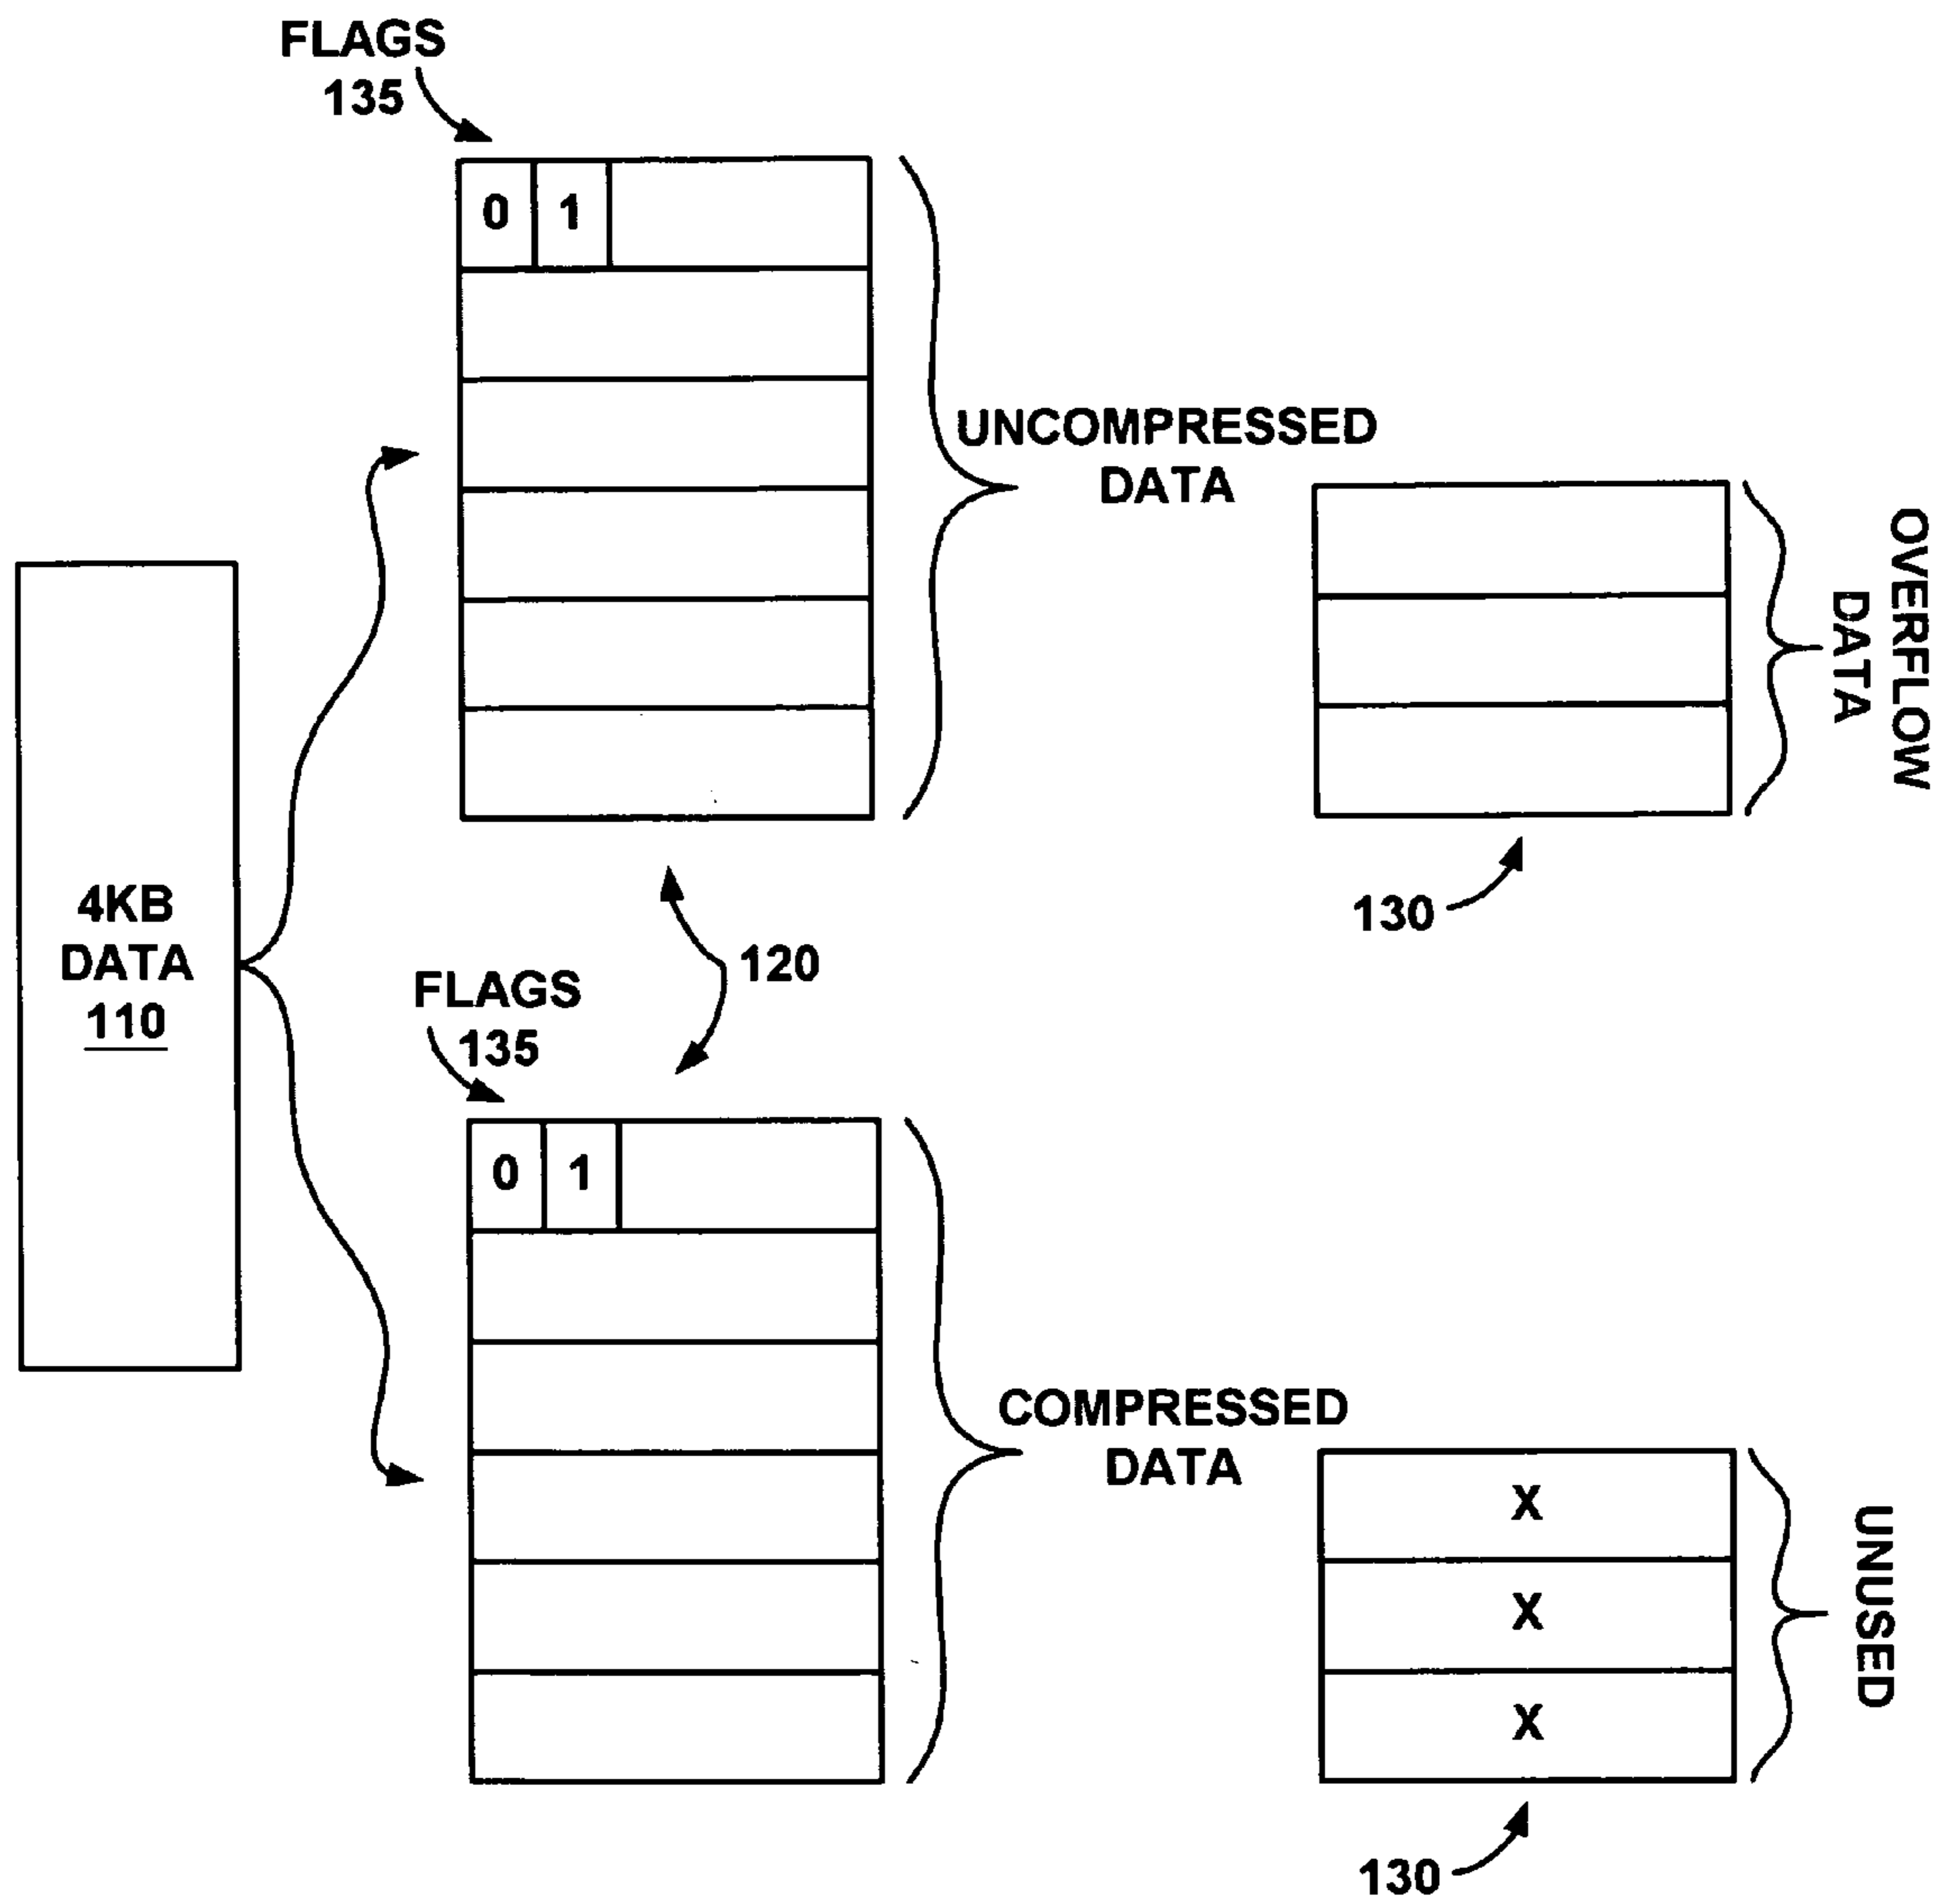 FLAGS
135
0 1
UNCOMPRESSED
DATA
OVERFLOW
DATA
130
4KB
DATA
110
120
FLAGS
135
0 1
COMPRESSED
DATA
X
X
X
UNUSED
130